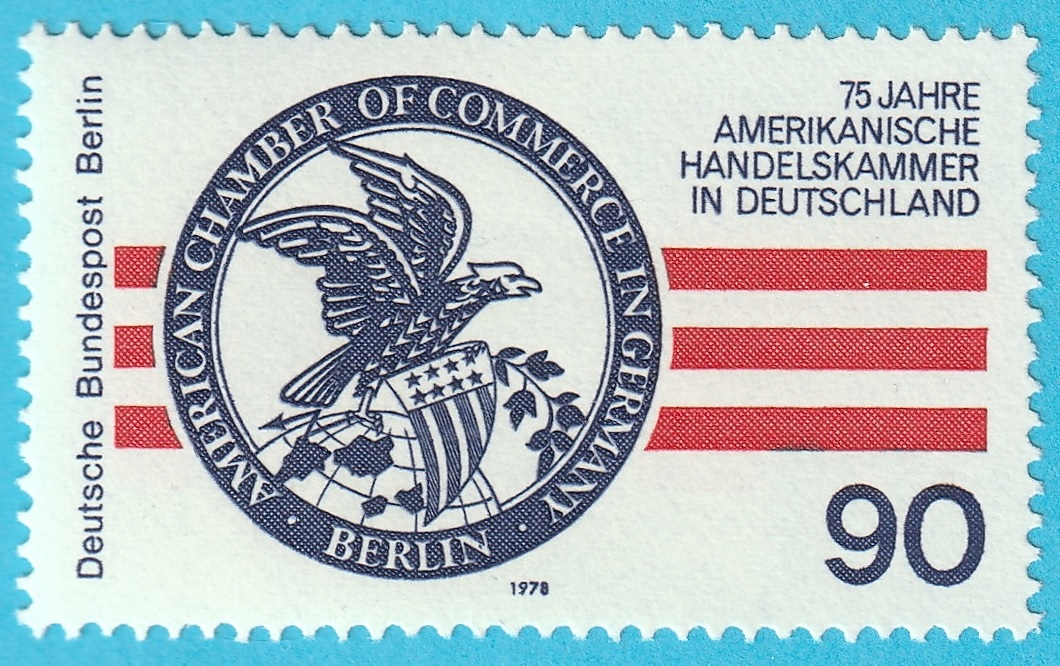 Deutsche Bundespost Berlin
AMERICAN CHAMBER OF COMMERCE IN GERMANY
· BERLIN ·
75 JAHRE
AMERIKANISCHE
HANDELSKAMMER
IN DEUTSCHLAND
90
1978